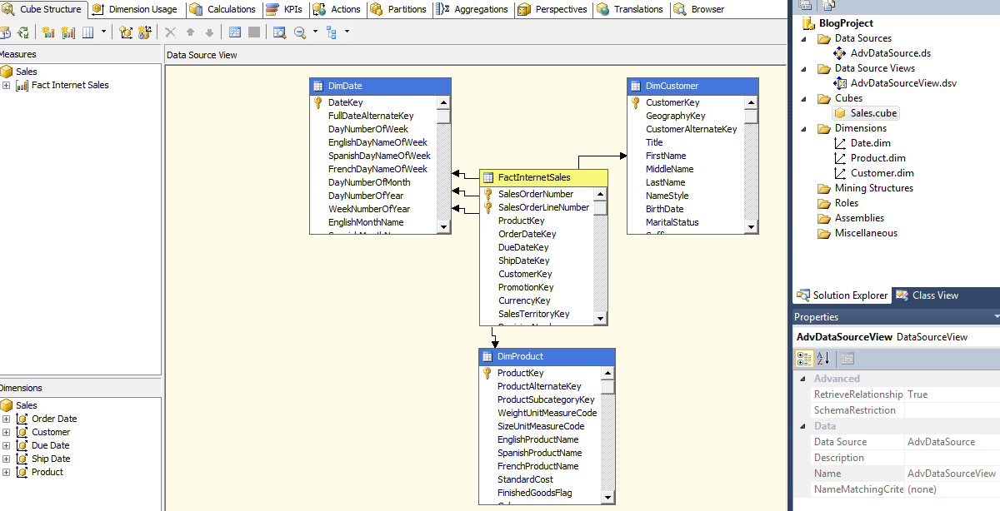 Cube Structure
Dimension Usage
Calculations
KPIs
Actions
Partitions
Aggregations
Perspectives
Translations
Browser
Measures
Sales
Fact Internet Sales
Dimensions
Sales
Order Date
Customer
Due Date
Ship Date
Product
Data Source View
DimDate
DateKey
FullDateAlternateKey
DayNumberOfWeek
EnglishDayNameOfWeek
SpanishDayNameOfWeek
FrenchDayNameOfWeek
DayNumberOfMonth
DayNumberOfYear
WeekNumberOfYear
EnglishMonthName
DimCustomer
CustomerKey
GeographyKey
CustomerAlternateKey
Title
FirstName
MiddleName
LastName
NameStyle
BirthDate
MaritalStatus
FactInternetSales
SalesOrderNumber
SalesOrderLineNumber
ProductKey
OrderDateKey
DueDateKey
ShipDateKey
CustomerKey
PromotionKey
CurrencyKey
SalesTerritoryKey
DimProduct
ProductKey
ProductAlternateKey
ProductSubcategoryKey
WeightUnitMeasureCode
SizeUnitMeasureCode
EnglishProductName
SpanishProductName
FrenchProductName
StandardCost
FinishedGoodsFlag
BlogProject
Data Sources
AdvDataSource.ds
Data Source Views
AdvDataSourceView.dsv
Cubes
Sales.cube
Dimensions
Date.dim
Product.dim
Customer.dim
Mining Structures
Roles
Assemblies
Miscellaneous
Solution Explorer
Class View
Properties
AdvDataSourceView DataSourceView
Advanced
RetrieveRelationship True
SchemaRestriction
Data
Data Source AdvDataSource
Description
Name AdvDataSourceView
NameMatchingCrite (none)